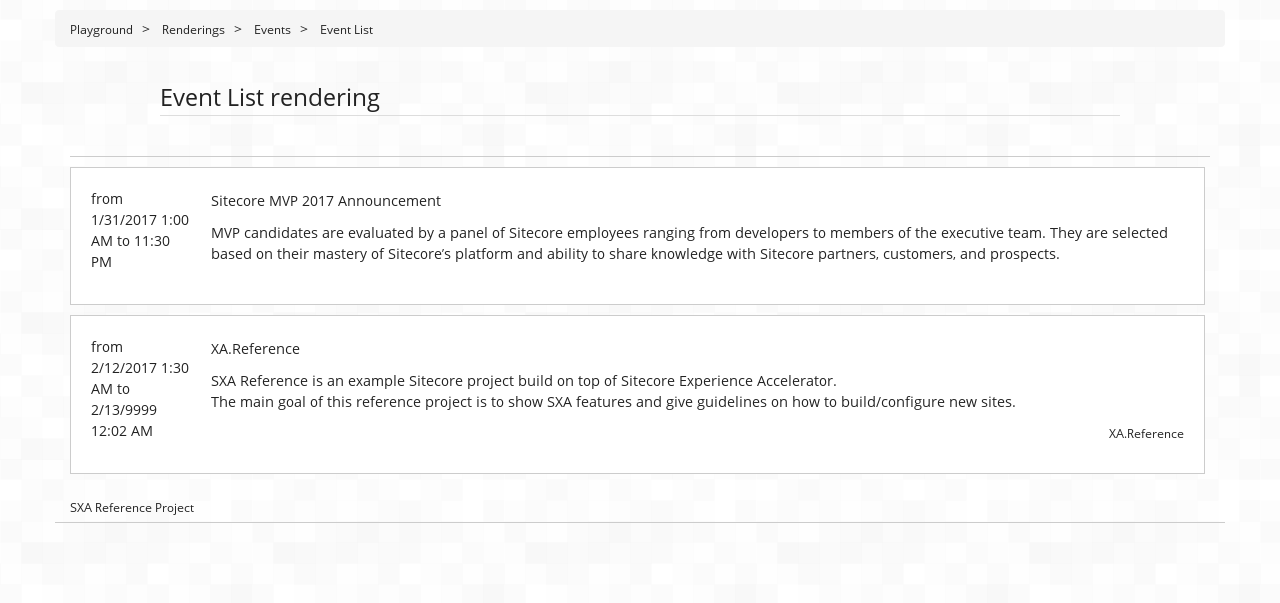 Playground > Renderings > Events > Event List
Event List rendering
from
1/31/2017 1:00
AM to 11:30
PM
Sitecore MVP 2017 Announcement
MVP candidates are evaluated by a panel of Sitecore employees ranging from developers to members of the executive team. They are selected
based on their mastery of Sitecore’s platform and ability to share knowledge with Sitecore partners, customers, and prospects.
from
2/12/2017 1:30
AM to
2/13/9999
12:02 AM
XA.Reference
SXA Reference is an example Sitecore project build on top of Sitecore Experience Accelerator.
The main goal of this reference project is to show SXA features and give guidelines on how to build/configure new sites.
XA.Reference
SXA Reference Project